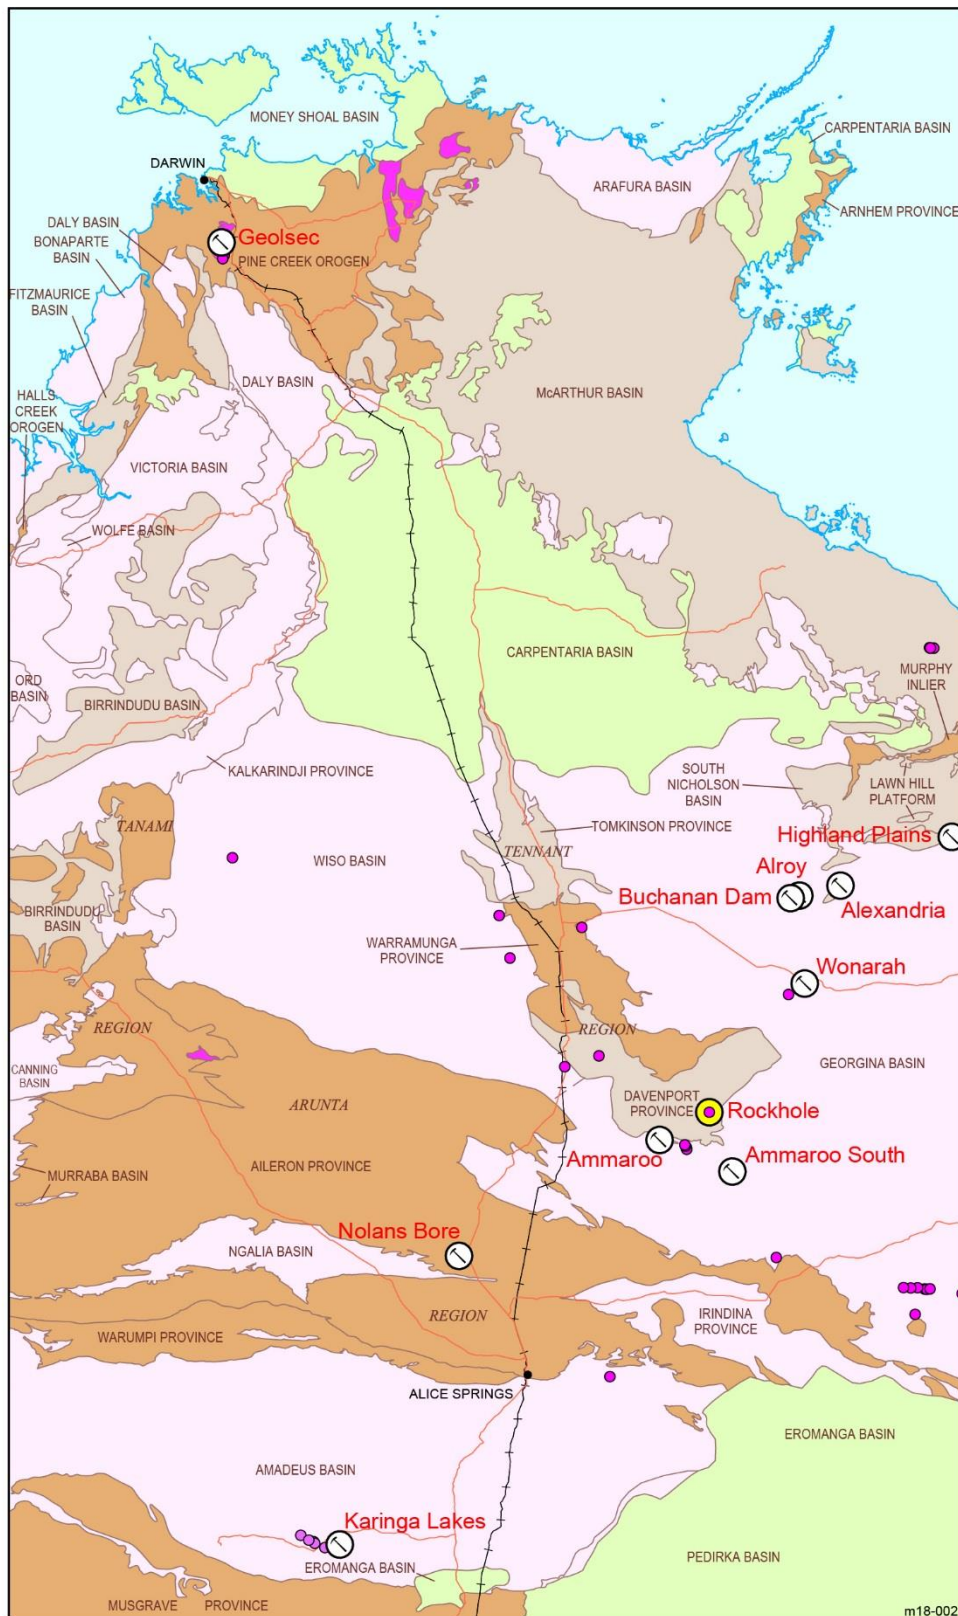 MONEY SHOAL BASIN
CARPENTARIA BASIN
DARWIN
ARAFURA BASIN
ARNHEM PROVINCE
DALY BASIN
BONAPARTE
BASIN
Geolsec
PINE CREEK OROGEN
FITZMAURICE
BASIN
DALY BASIN
HALLS
CREEK
OROGEN
McARTHUR BASIN
VICTORIA BASIN
WOLFE BASIN
CARPENTARIA BASIN
MURPHY
INLIER
ORD
BASIN
BIRRINDUDU BASIN
KALKARINDJI PROVINCE
SOUTH
NICHOLSON
BASIN
LAWN HILL
PLATFORM
TANAMI
TOMKINSON PROVINCE
Highland Plains
TENNANT
WISO BASIN
Alroy
Buchanan Dam
Alexandria
BIRRINDUDU
BASIN
WARRAMUNGA
PROVINCE
Wonarah
REGION
REGION
CANNING
BASIN
GEORGINA BASIN
ARUNTA
DAVENPORT
PROVINCE
Rockhole
Ammaroo
Ammaroo South
AILERON PROVINCE
MURRABA BASIN
Nolans Bore
NGALIA BASIN
REGION
IRINDINA
PROVINCE
WARUMPI PROVINCE
ALICE SPRINGS
EROMANGA BASIN
AMADEUS BASIN
Karinga Lakes
EROMANGA BASIN
PEDIRKA BASIN
MUSGRAVE PROVINCE
m18-002